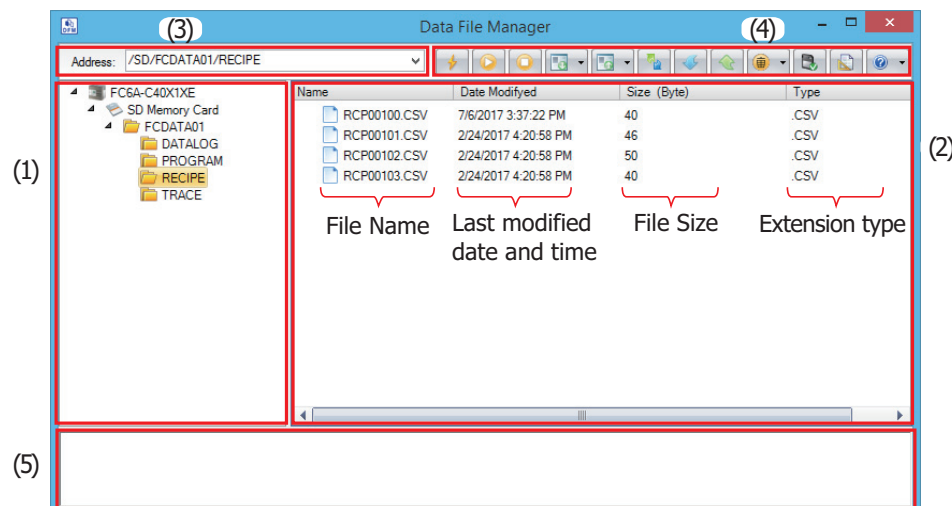 DFM
Data File Manager
(3)
(4)
Address: /SD/FCDATA01/RECIPE
FC6A-C40X1XE
SD Memory Card
FCDATA01
DATALOG
PROGRAM
RECIPE
TRACE
(1)
Name Date Modifyed Size (Byte) Type
RCP00100.CSV 7/6/2017 3:37:22 PM 40 .CSV
RCP00101.CSV 2/24/2017 4:20:58 PM 46 .CSV
RCP00102.CSV 2/24/2017 4:20:58 PM 50 .CSV
RCP00103.CSV 2/24/2017 4:20:58 PM 40 .CSV
(2)
File Name
Last modified
date and time
File Size
Extension type
(5)